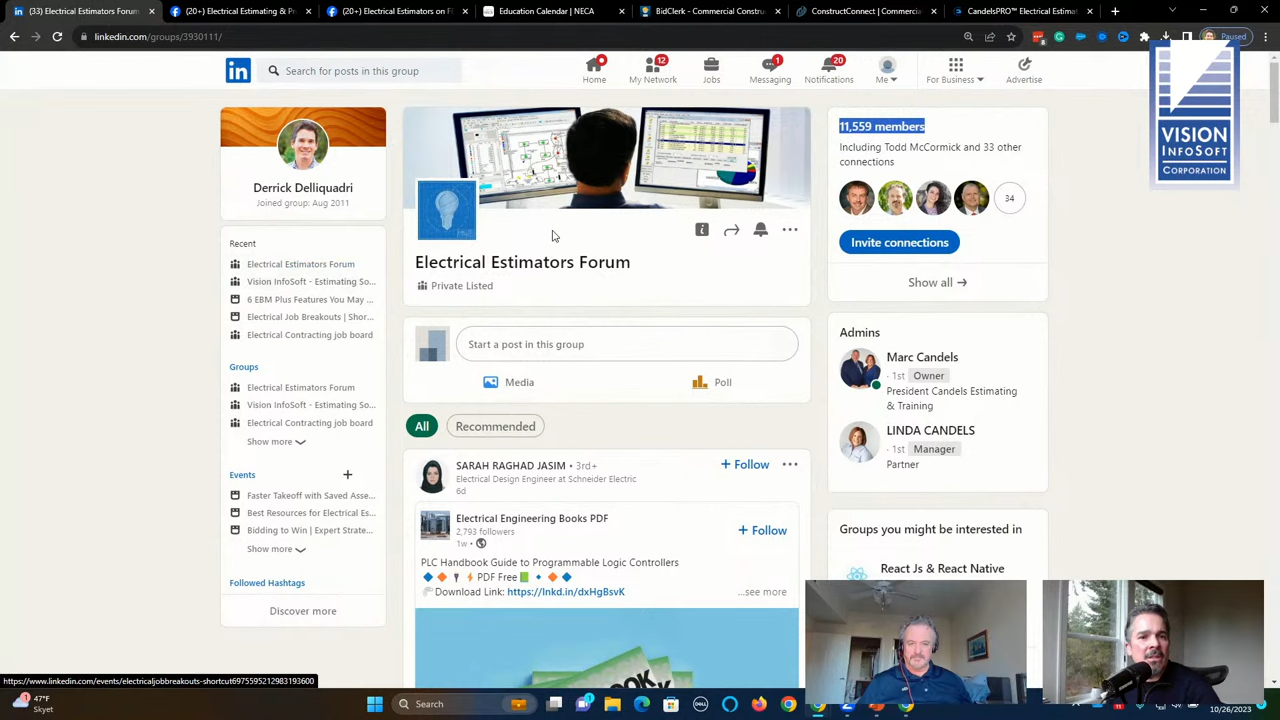 (33) Electrical Estimators Forum
(20+) Electrical Estimating & Pr
(20+) Electrical Estimators on F
Education Calendar | NECA
BidClerk - Commercial Constru
ConstructConnect | Commercia
CandelsPRO™ Electrical Estimat
linkedin.com/groups/3930111/
Paused
Search for posts in this group
Home
12
My Network
Jobs
1
Messaging
20
Notifications
Me
For Business
Advertise
VISION
INFOSOFT
CORPORATION
Derrick Delliquadri
Joined group: Aug 2011
Recent
Electrical Estimators Forum
Vision InfoSoft - Estimating So...
6 EBM Plus Features You May ...
Electrical Job Breakouts | Shor...
Electrical Contracting job board
Groups
Electrical Estimators Forum
Vision InfoSoft - Estimating So...
Electrical Contracting job board
Show more
Events
Faster Takeoff with Saved Asse...
Best Resources for Electrical Es...
Bidding to Win | Expert Strate...
Show more
Followed Hashtags
Discover more
Electrical Estimators Forum
Private Listed
Start a post in this group
Media
Poll
All
Recommended
SARAH RAGHAD JASIM • 3rd+
Electrical Design Engineer at Schneider Electric
6d
+ Follow
Electrical Engineering Books PDF
2,793 followers
1w •
+ Follow
PLC Handbook Guide to Programmable Logic Controllers
PDF Free
Download Link: https://lnkd.in/dxHgBsvK
...see more
11,559 members
Including Todd McCormick and 33 other
connections
34
Invite connections
Show all →
Admins
Marc Candels
· 1st Owner
President Candels Estimating
& Training
LINDA CANDELS
· 1st Manager
Partner
Groups you might be interested in
React Js & React Native
https://www.linkedin.com/events/electricaljobbreakouts-shortcut6975595212983193600
1
47°F
Search
DELL
10/26/2023